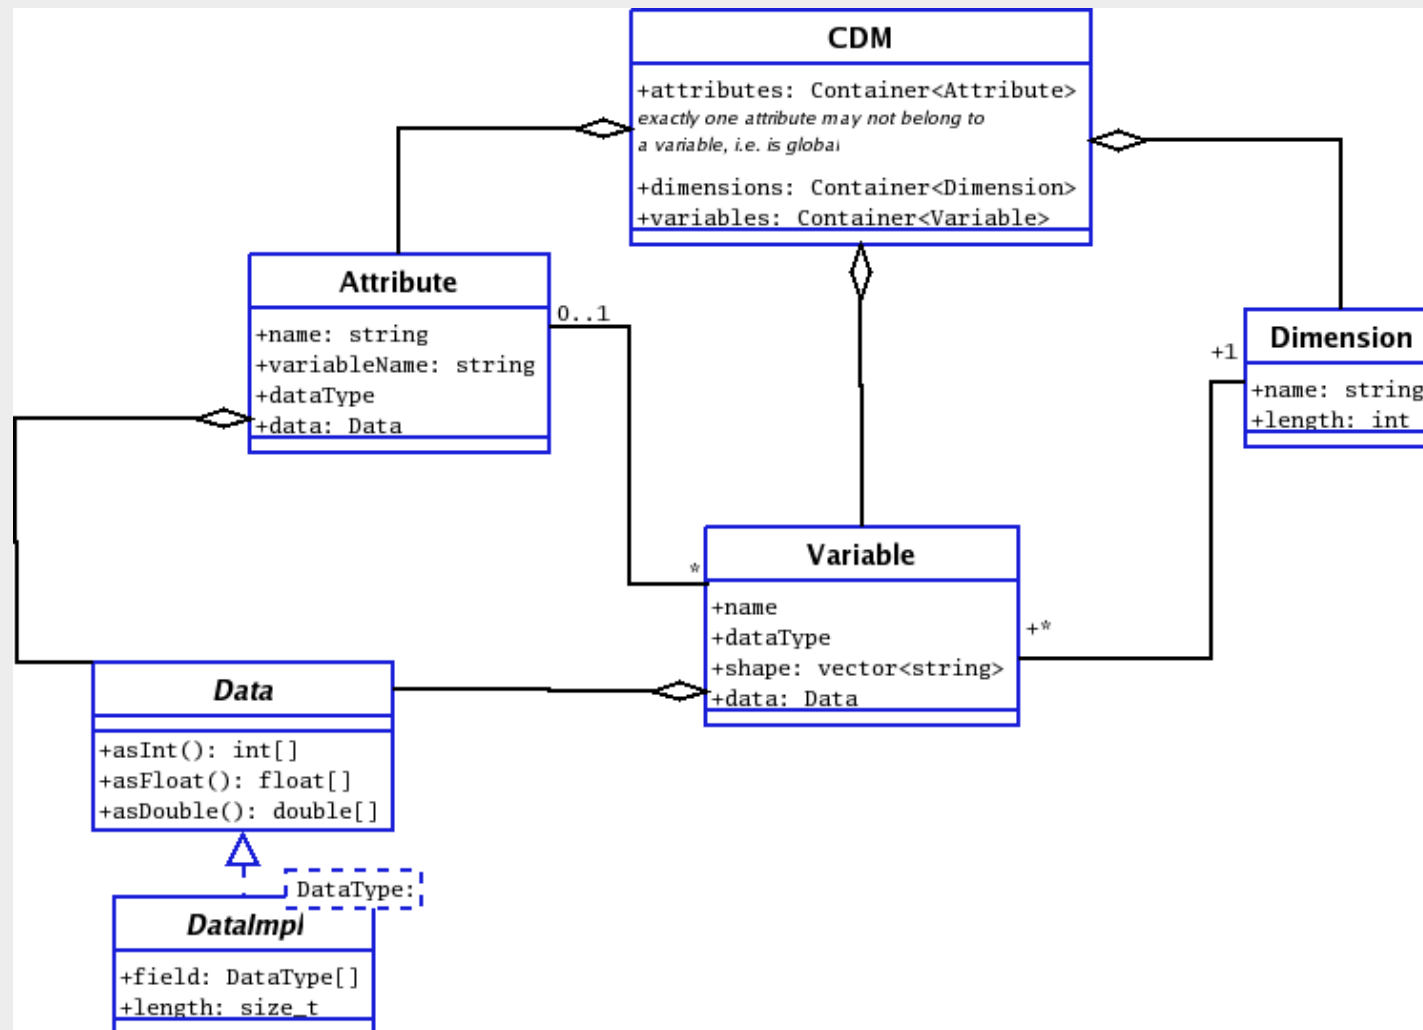 CDM
+attributes: Container<Attribute>
exactly one attribute may not belong to
a variable, i.e. is global
+dimensions: Container<Dimension>
+variables: Container<Variable>
Attribute
+name: string
+variableName: string
+dataType
+data: Data
0..1
*
Dimension
+name: string
+length: int
+1
+*
Variable
+name
+dataType
+shape: vector<string>
+data: Data
Data
+asInt(): int[]
+asFloat(): float[]
+asDouble(): double[]
DataType:
DataImpl
+field: DataType[]
+length: size_t